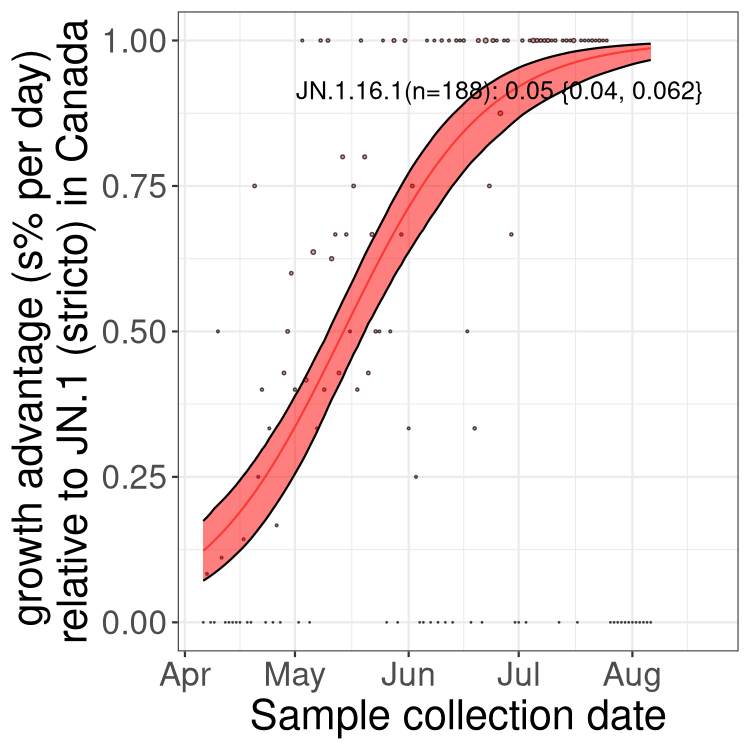 growth advantage (s% per day)
relative to JN.1 (stricto) in Canada
1.00
0.75
0.50
0.25
0.00
JN.1.16.1(n=188): 0.05 {0.04, 0.062}
Apr May Jun Jul Aug
Sample collection date